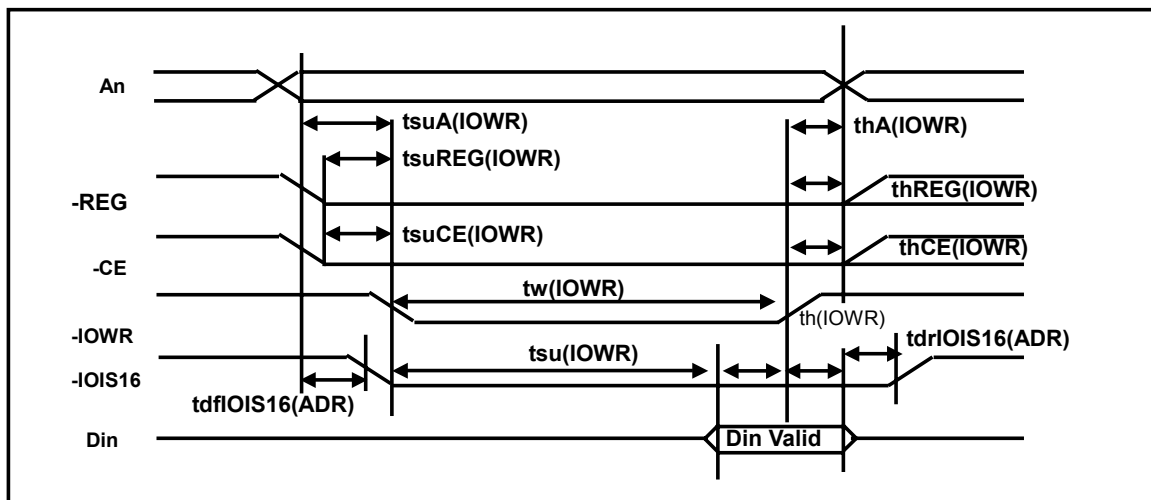 An
tsuA(IOWR)
thA(IOWR)
tsuREG(IOWR)
-REG
thREG(IOWR)
tsuCE(IOWR)
thCE(IOWR)
-CE
tw(IOWR)
th(IOWR)
-IOWR
tdrIOIS16(ADR)
tsu(IOWR)
-IOIS16
tdfIOIS16(ADR)
Din
Din Valid